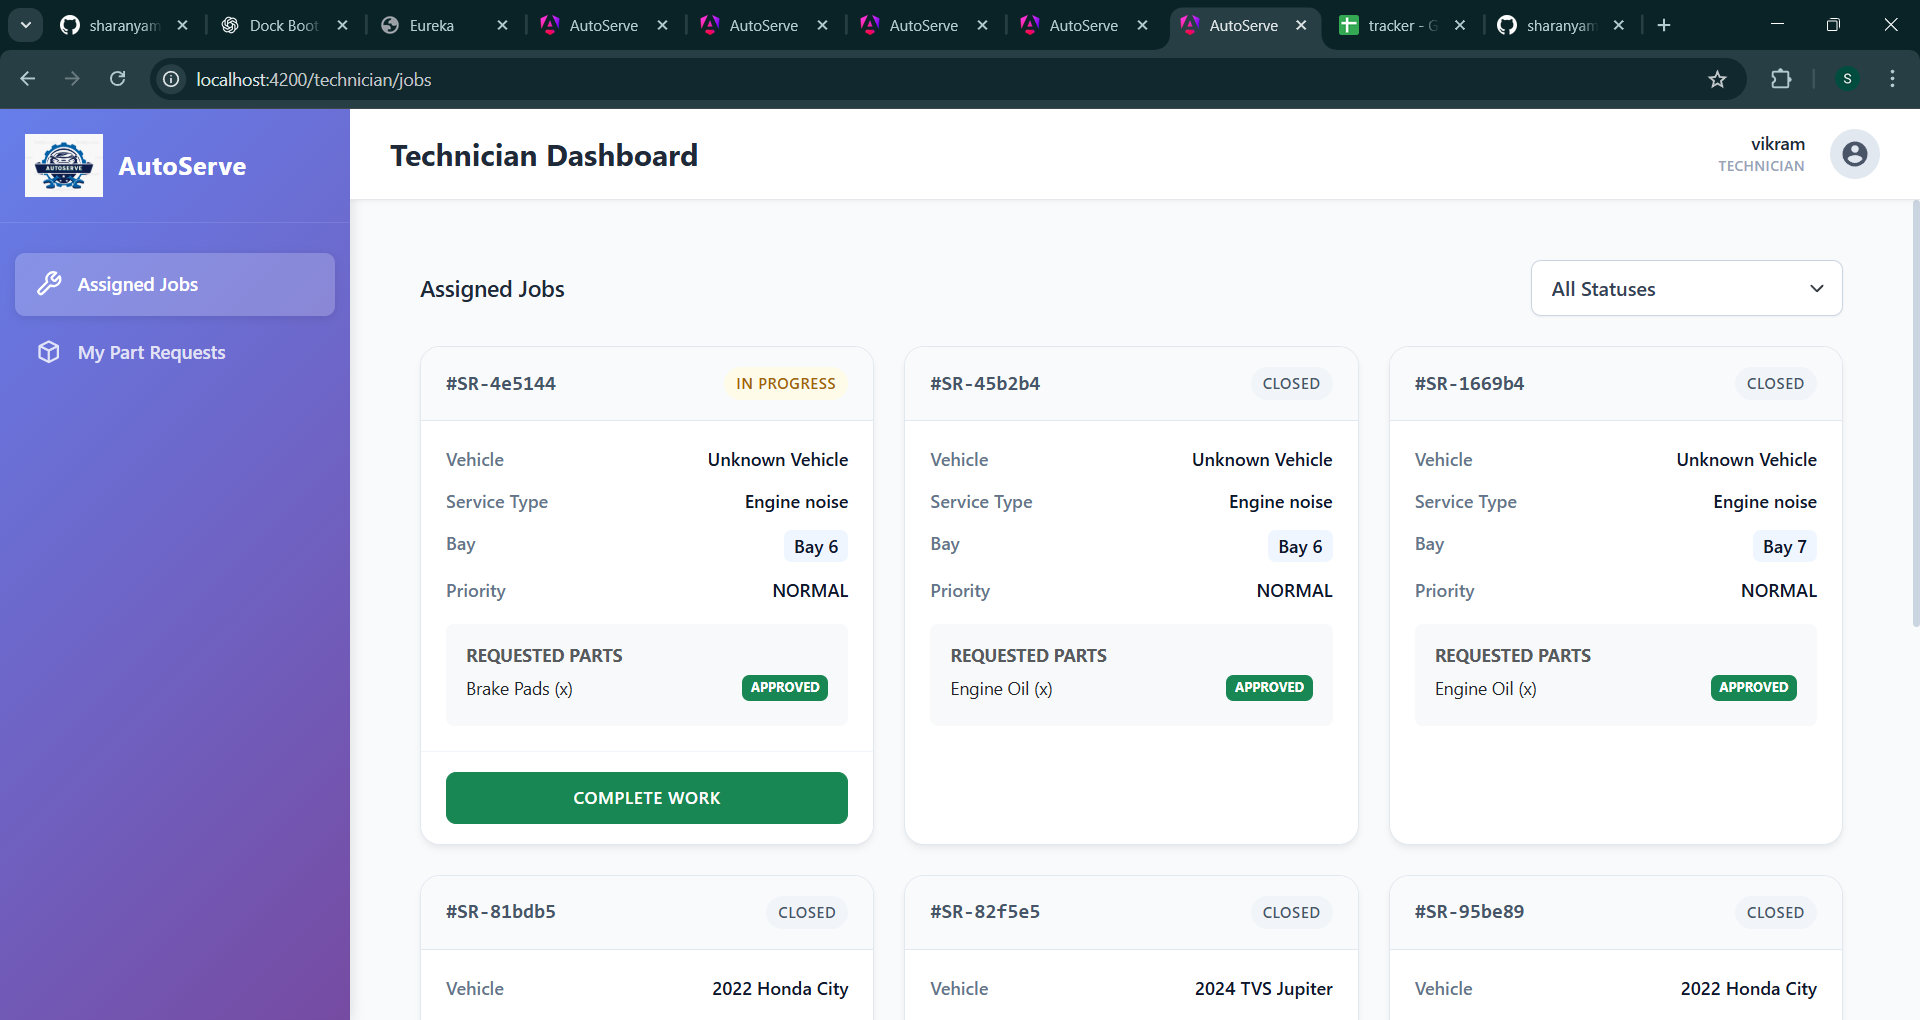 sharanyam
Dock Boot
Eureka
AutoServe
AutoServe
AutoServe
AutoServe
AutoServe
tracker - G
sharanyam
localhost:4200/technician/jobs
S
AUTOSERVE
AutoServe
Technician Dashboard
vikram
TECHNICIAN
Assigned Jobs
My Part Requests
Assigned Jobs
All Statuses
#SR-4e5144
IN PROGRESS
Vehicle
Unknown Vehicle
Service Type
Engine noise
Bay
Bay 6
Priority
NORMAL
REQUESTED PARTS
Brake Pads (x)
APPROVED
COMPLETE WORK
#SR-45b2b4
CLOSED
Vehicle
Unknown Vehicle
Service Type
Engine noise
Bay
Bay 6
Priority
NORMAL
REQUESTED PARTS
Engine Oil (x)
APPROVED
#SR-1669b4
CLOSED
Vehicle
Unknown Vehicle
Service Type
Engine noise
Bay
Bay 7
Priority
NORMAL
REQUESTED PARTS
Engine Oil (x)
APPROVED
#SR-81bdb5
CLOSED
Vehicle
2022 Honda City
#SR-82f5e5
CLOSED
Vehicle
2024 TVS Jupiter
#SR-95be89
CLOSED
Vehicle
2022 Honda City